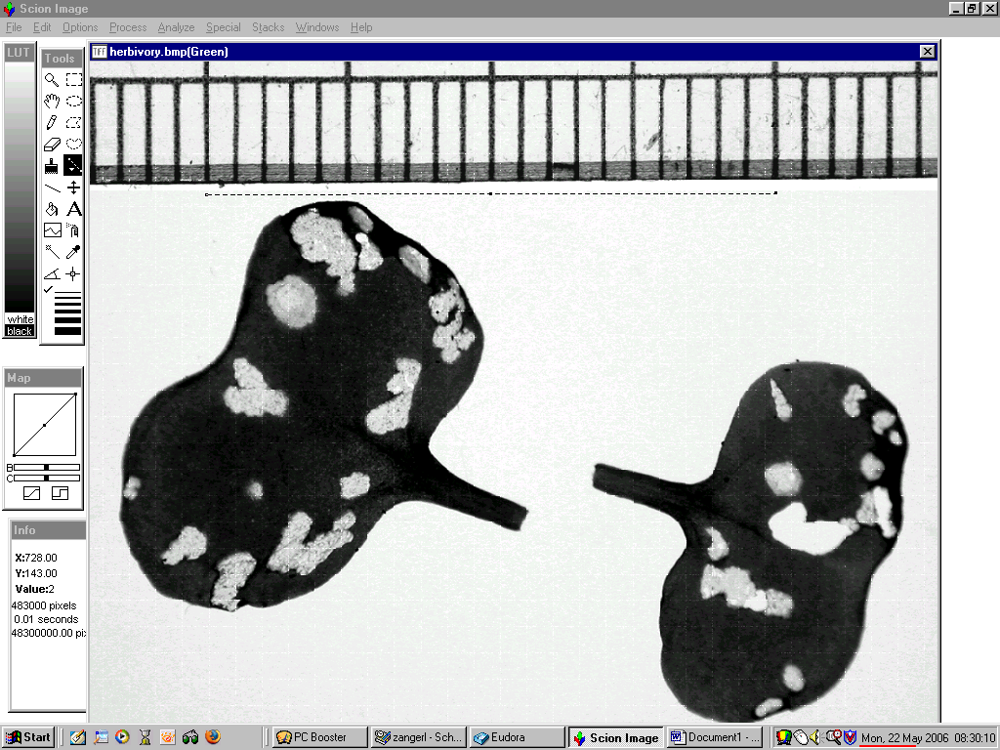 Scion Image
File Edit Options Process Analyze Special Stacks Windows Help
LUT
Tools
TFF herbivory.bmp(Green)
A
white
black
Map
B
C
Info
X:728.00
Y:143.00
Value:2
483000 pixels
0.01 seconds
48300000.00 pi
Start PC Booster zangerl - Sch... Eudora Scion Image Document1 - ... Mon, 22 May 2006 08:30:10